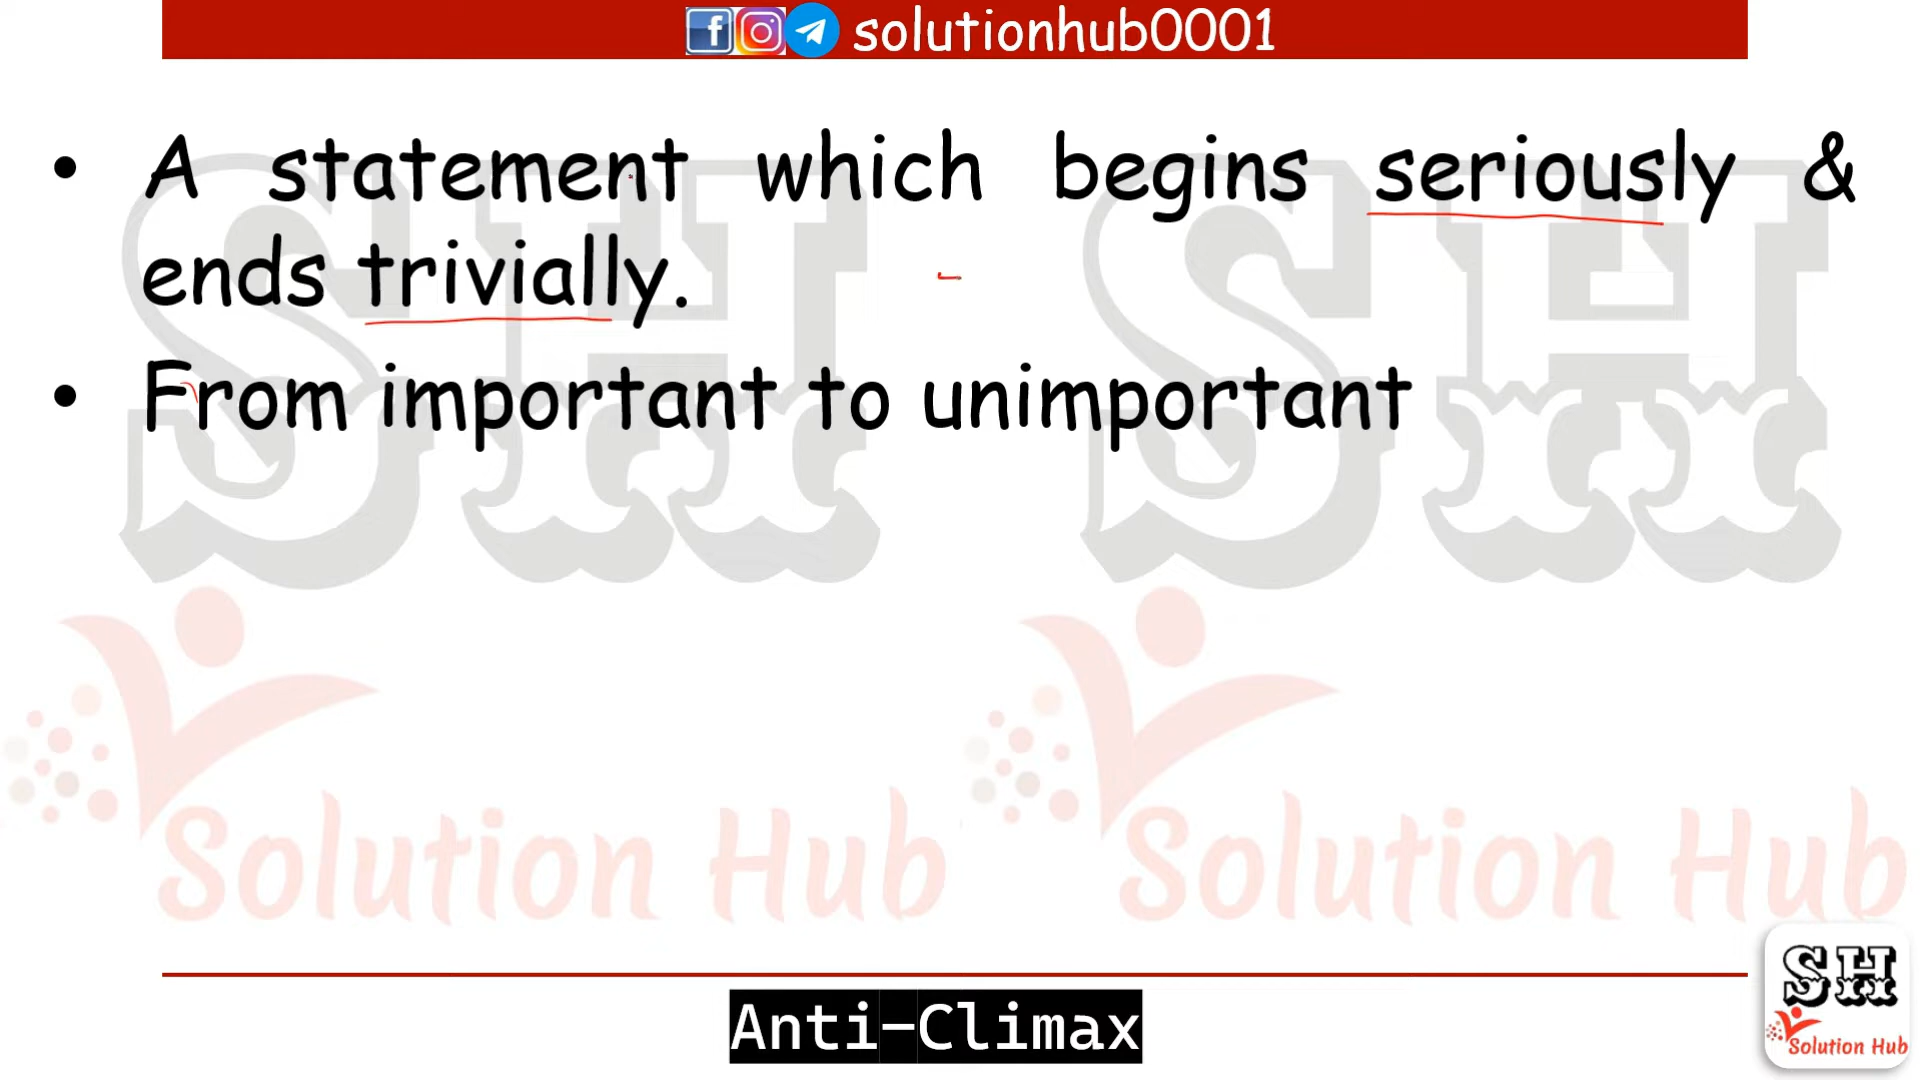 solutionhub0001
• A statement which begins seriously &
ends trivially.
• From important to unimportant
SH SH
Solution Hub Solution Hub
SH
Solution Hub
Anti-Climax